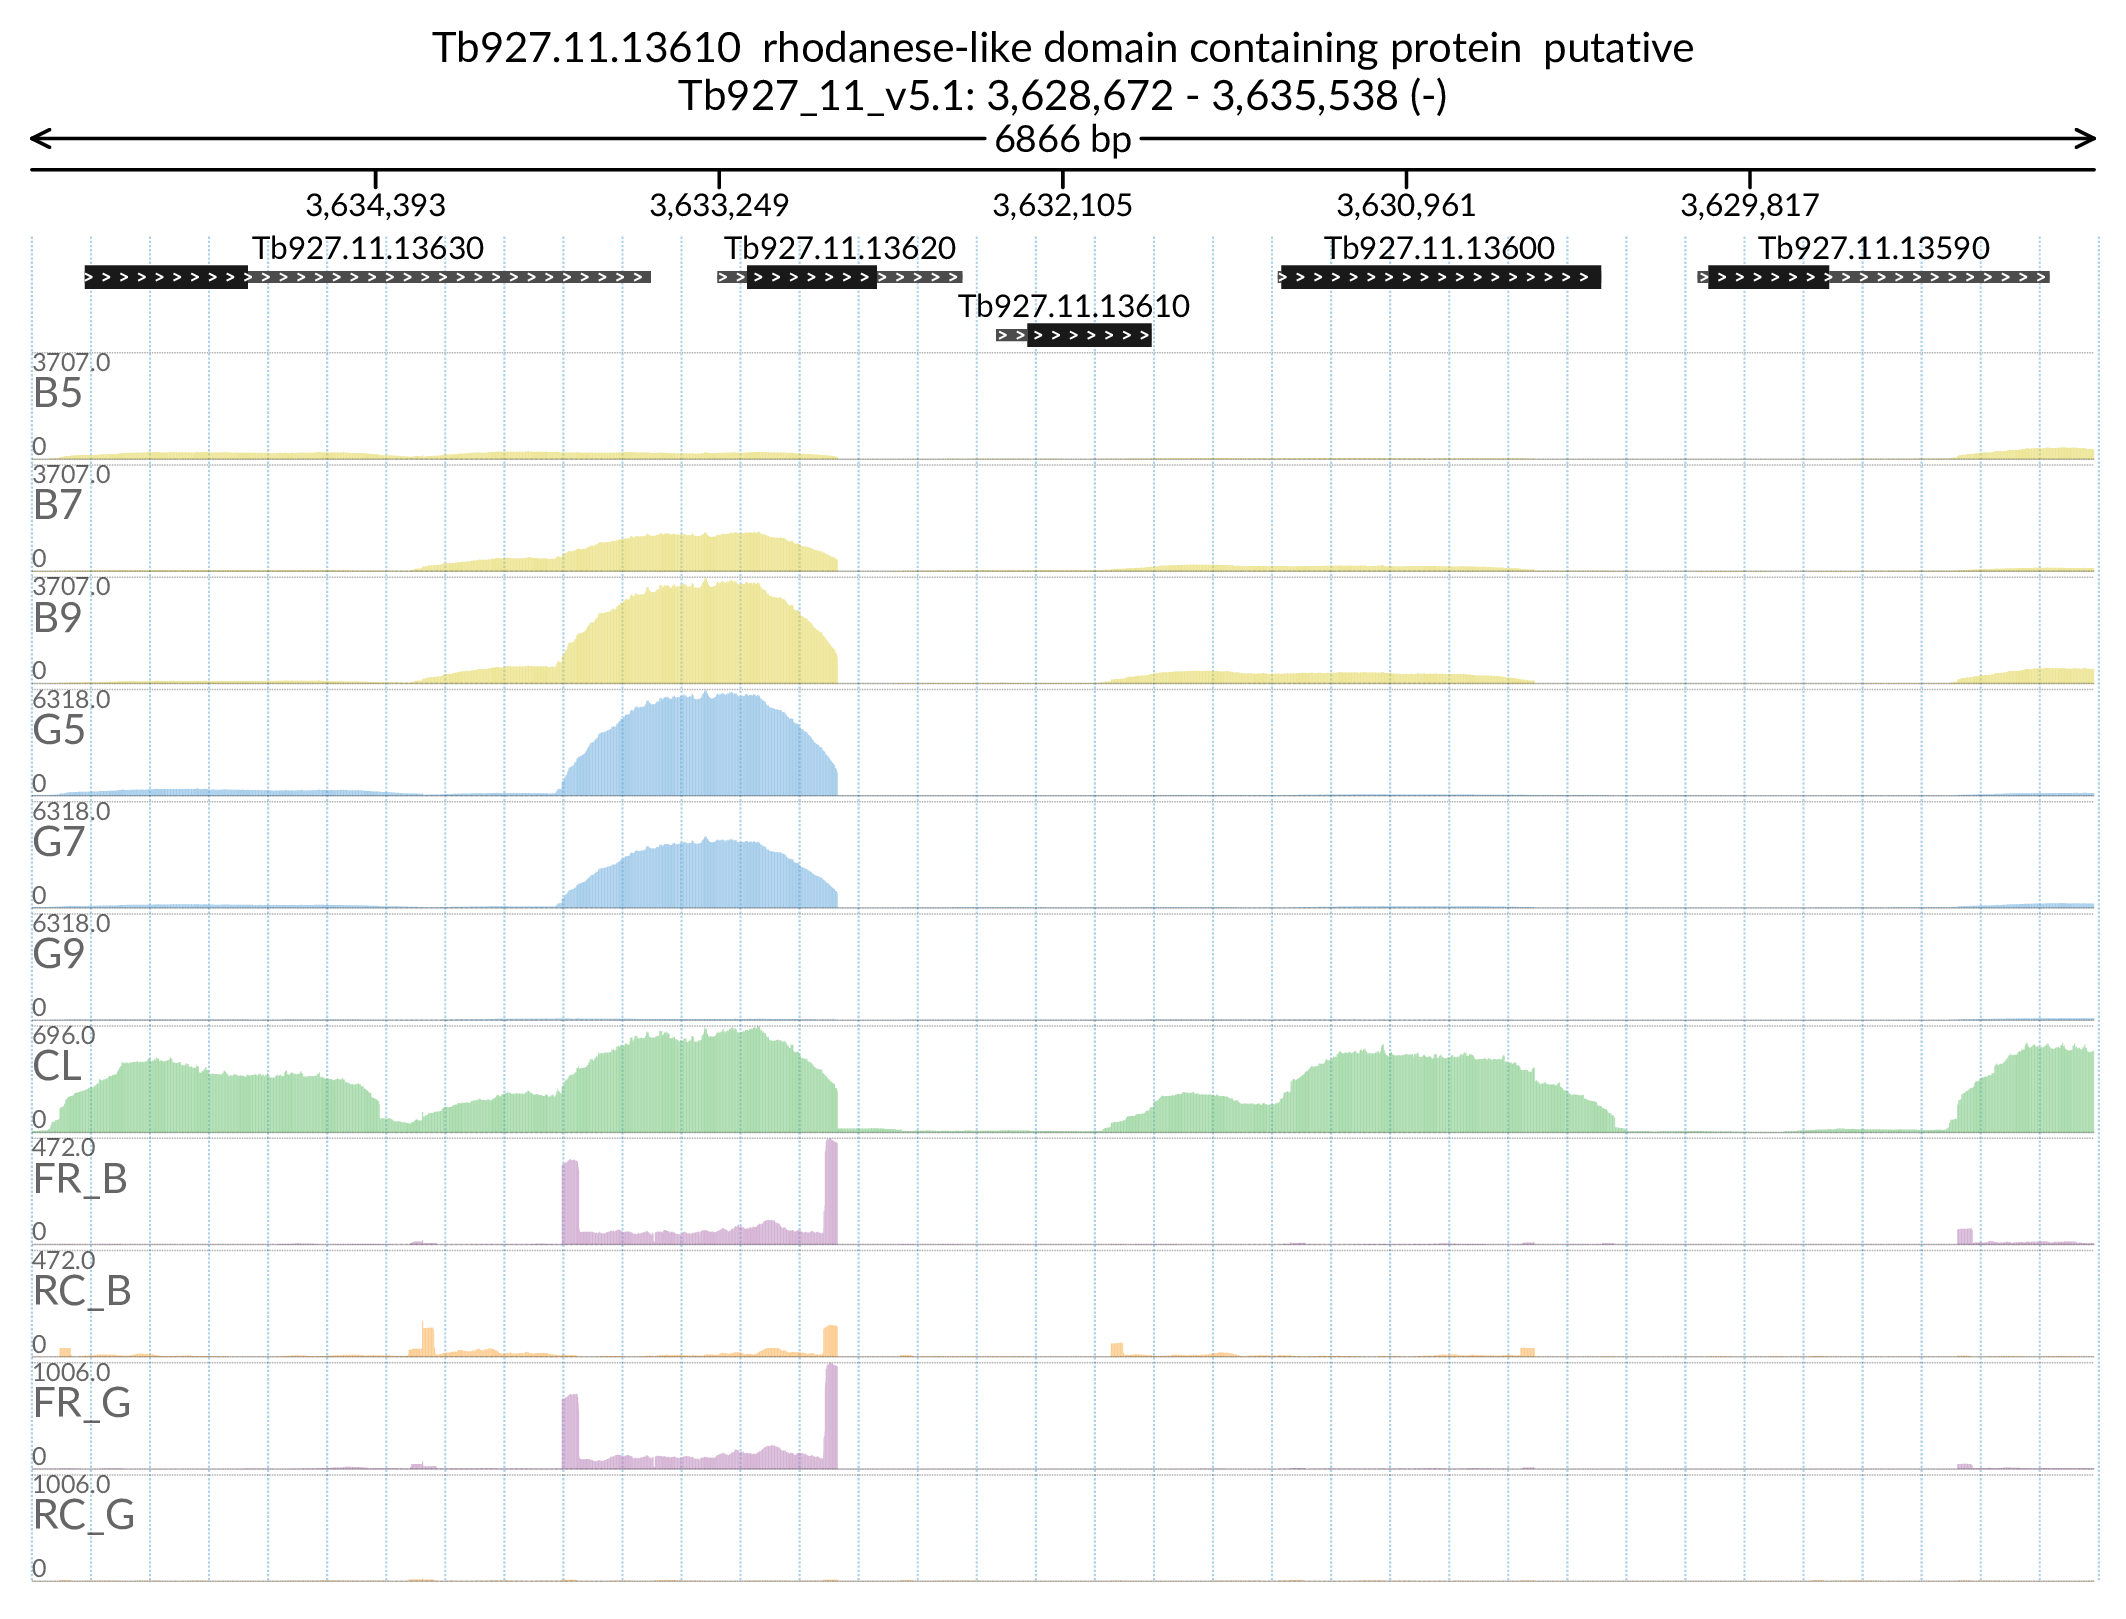 Tb927.11.13610  rhodanese-like domain containing protein  putative
Tb927_11_v5.1: 3,628,672 - 3,635,538 (-)
6866 bp
3,634,393 3,633,249 3,632,105 3,630,961 3,629,817
Tb927.11.13630 Tb927.11.13620 Tb927.11.13600 Tb927.11.13590
Tb927.11.13610
3707.0
B5
0
3707.0
B7
0
3707.0
B9
0
6318.0
G5
0
6318.0
G7
0
6318.0
G9
0
696.0
CL
0
472.0
FR_B
0
472.0
RC_B
0
1006.0
FR_G
0
1006.0
RC_G
0